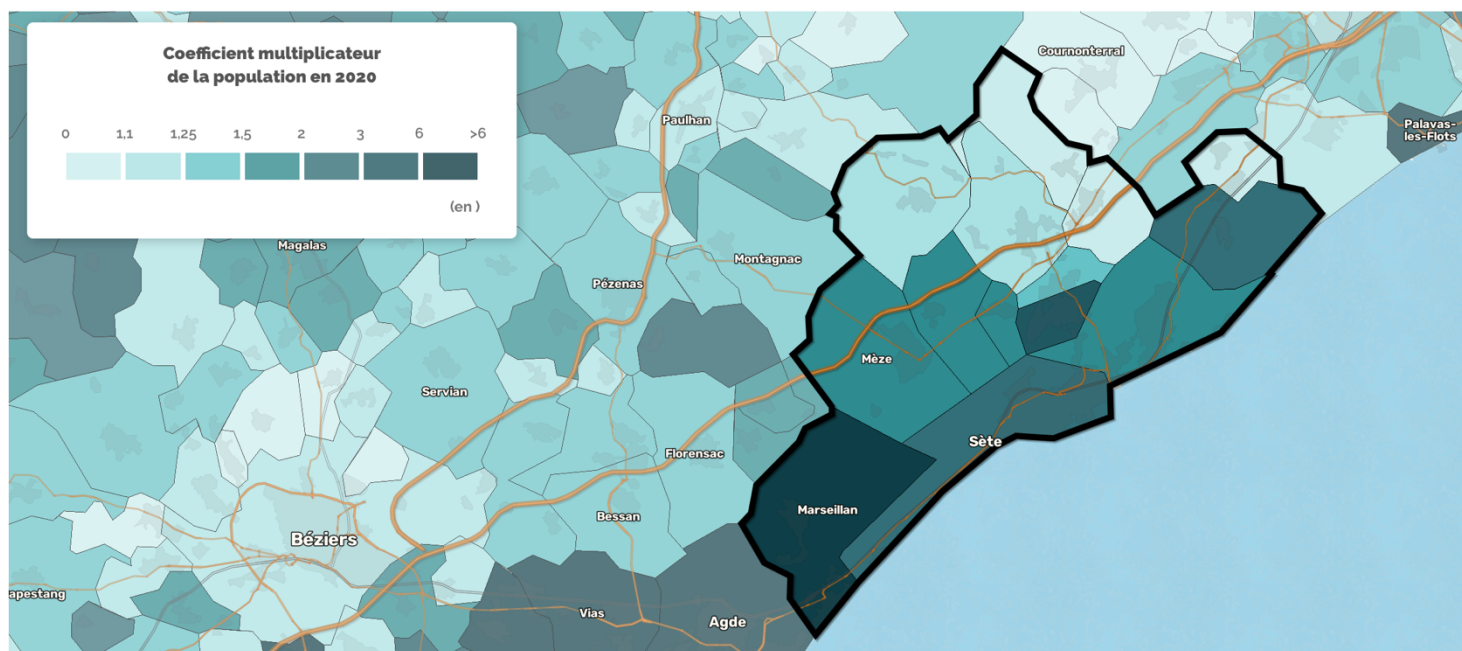 Coefficient multiplicateur
de la population en 2020
0 1,1 1,25 1,5 2 3 6 >6
(en )
Cournonterral
Paulhan
Palavas-
les-Flots
Magalas
Montagnac
Pézenas
Mèze
Servian
Sète
Florensac
Marseillan
Bessan
Béziers
apestang
Vias
Agde